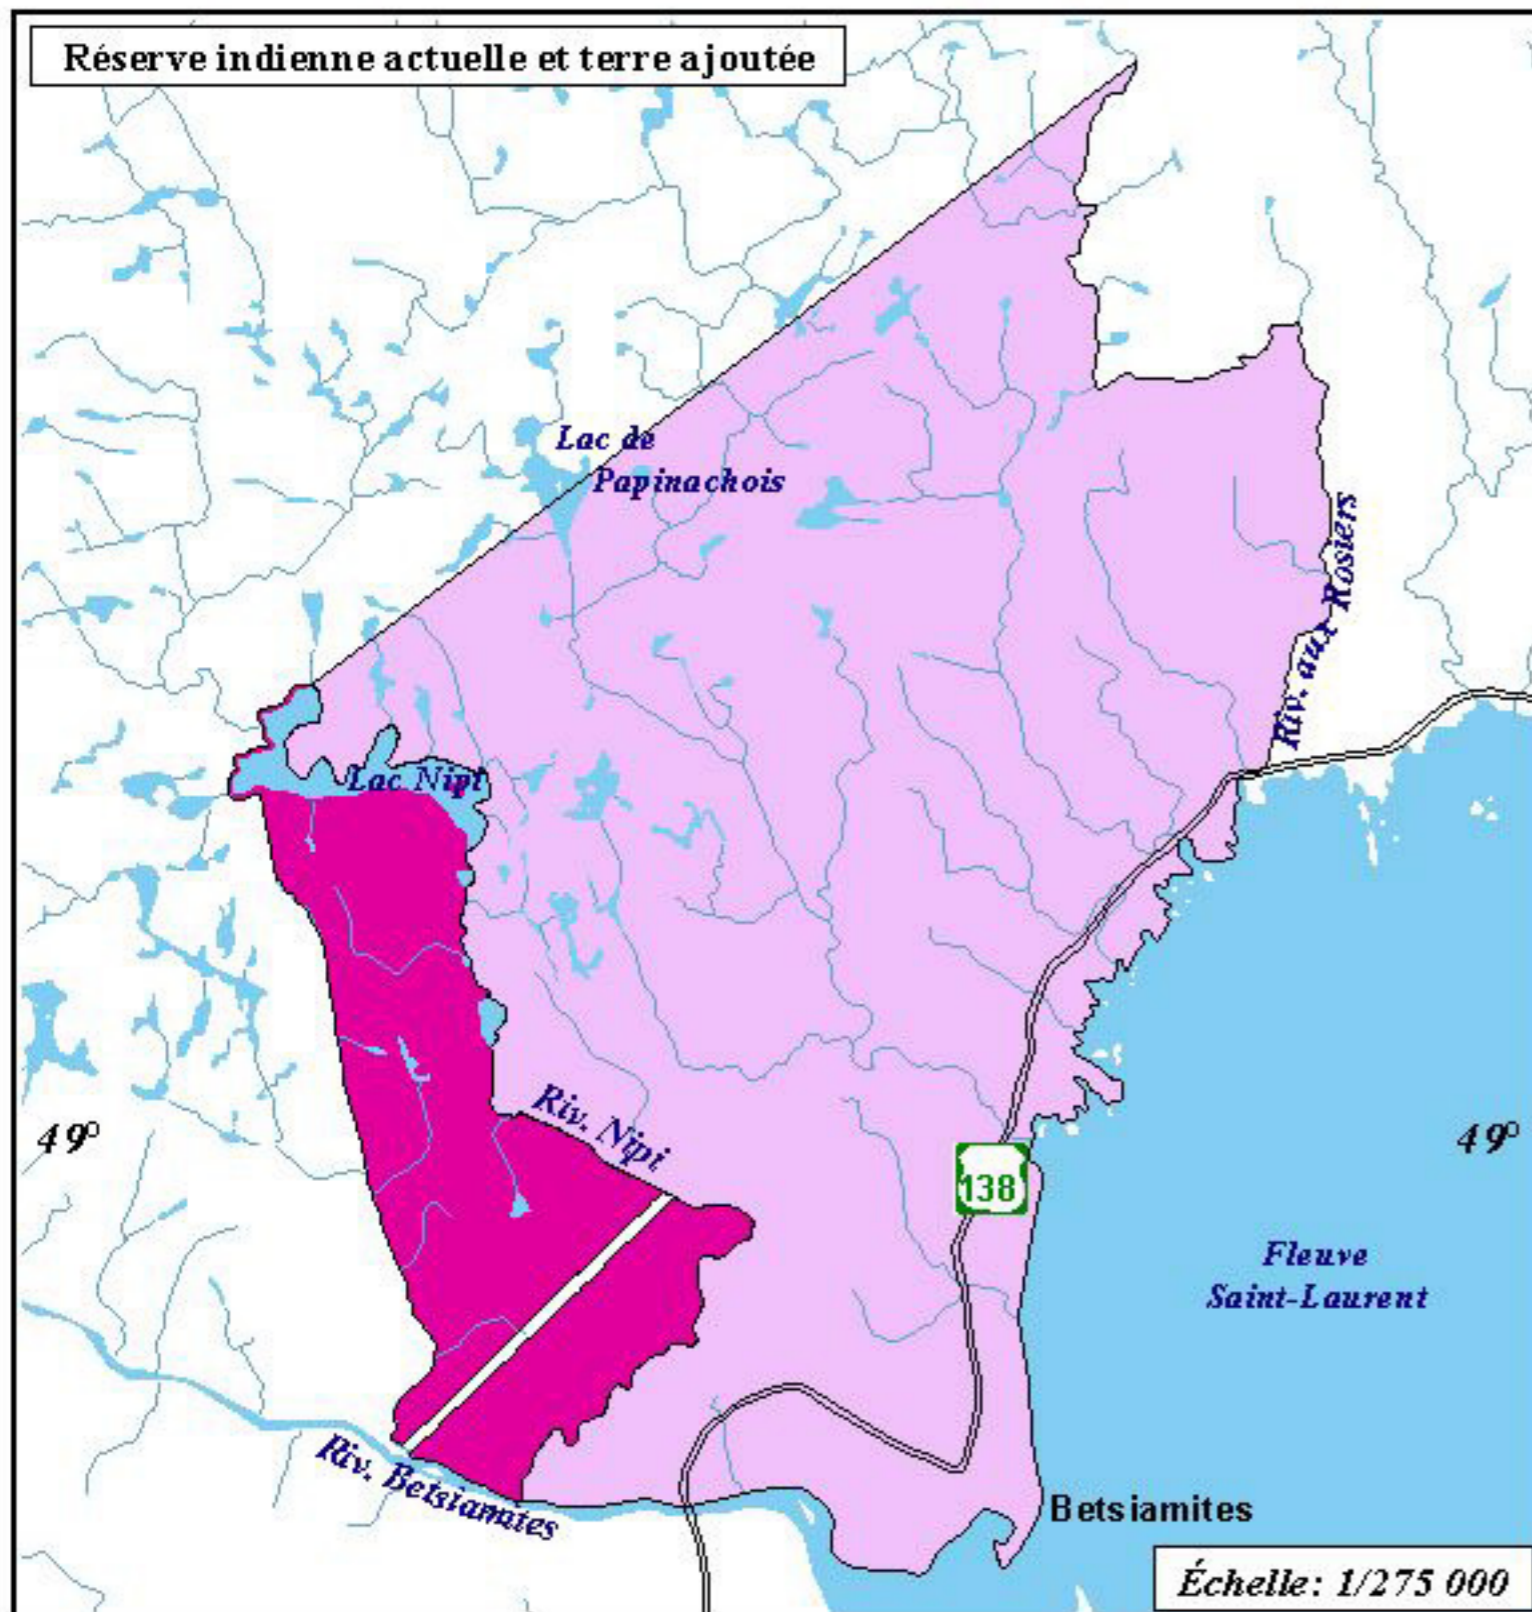 Réserve indienne actuelle et terre ajoutée
Lac de
Papinachois
Riv. aux Rosiers
Lac Nipi
Riv. Nipi
49°
49°
138
Fleuve
Saint-Laurent
Riv. Betsiamites
Betsiamites
Échelle: 1/275 000